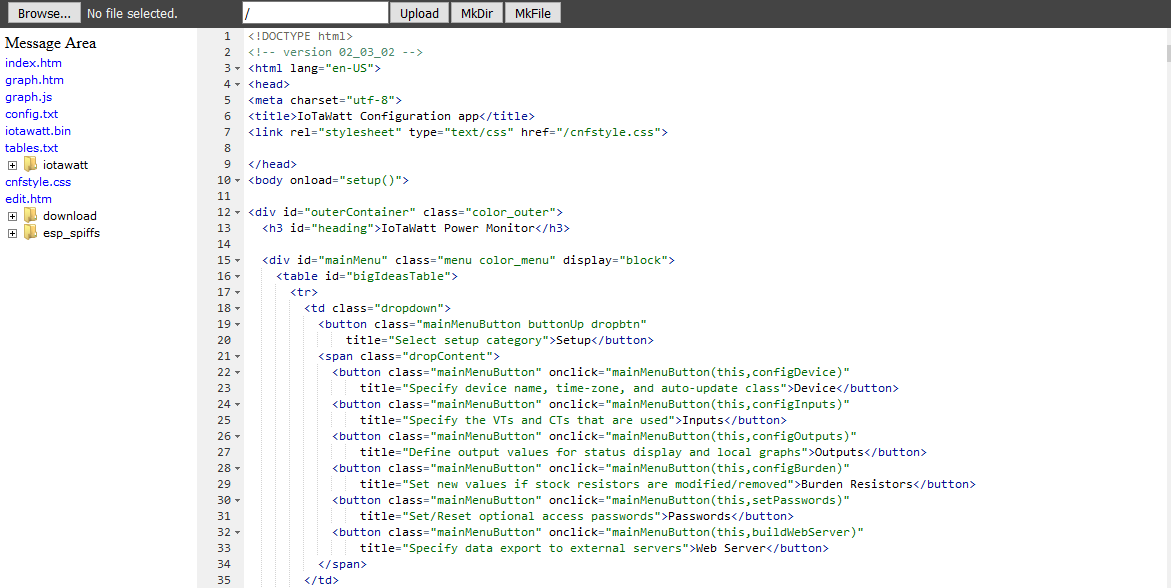 Browse... No file selected. / Upload MkDir MkFile
Message Area
index.htm
graph.htm
graph.js
config.txt
iotawatt.bin
tables.txt
iotawatt
cnfstyle.css
edit.htm
download
esp_spiffs
1 <!DOCTYPE html>
2 <!-- version 02_03_02 -->
3 <html lang="en-US">
4 <head>
5 <meta charset="utf-8">
6 <title>IoTaWatt Configuration app</title>
7 <link rel="stylesheet" type="text/css" href="/cnfstyle.css">
8
9 </head>
10 <body onload="setup()">
11
12 <div id="outerContainer" class="color_outer">
13   <h3 id="heading">IoTaWatt Power Monitor</h3>
14
15   <div id="mainMenu" class="menu color_menu" display="block">
16     <table id="bigIdeasTable">
17       <tr>
18         <td class="dropdown">
19           <button class="mainMenuButton buttonUp dropbtn"
20               title="Select setup category">Setup</button>
21           <span class="dropContent">
22             <button class="mainMenuButton" onclick="mainMenuButton(this,configDevice)"
23                 title="Specify device name, time-zone, and auto-update class">Device</button>
24             <button class="mainMenuButton" onclick="mainMenuButton(this,configInputs)"
25                 title="Specify the VTs and CTs that are used">Inputs</button>
26             <button class="mainMenuButton" onclick="mainMenuButton(this,configOutputs)"
27                 title="Define output values for status display and local graphs">Outputs</button>
28             <button class="mainMenuButton" onclick="mainMenuButton(this,configBurden)"
29                 title="Set new values if stock resistors are modified/removed">Burden Resistors</button>
30             <button class="mainMenuButton" onclick="mainMenuButton(this,setPasswords)"
31                 title="Set/Reset optional access passwords">Passwords</button>
32             <button class="mainMenuButton" onclick="mainMenuButton(this,buildWebServer)"
33                 title="Specify data export to external servers">Web Server</button>
34           </span>
35         </td>